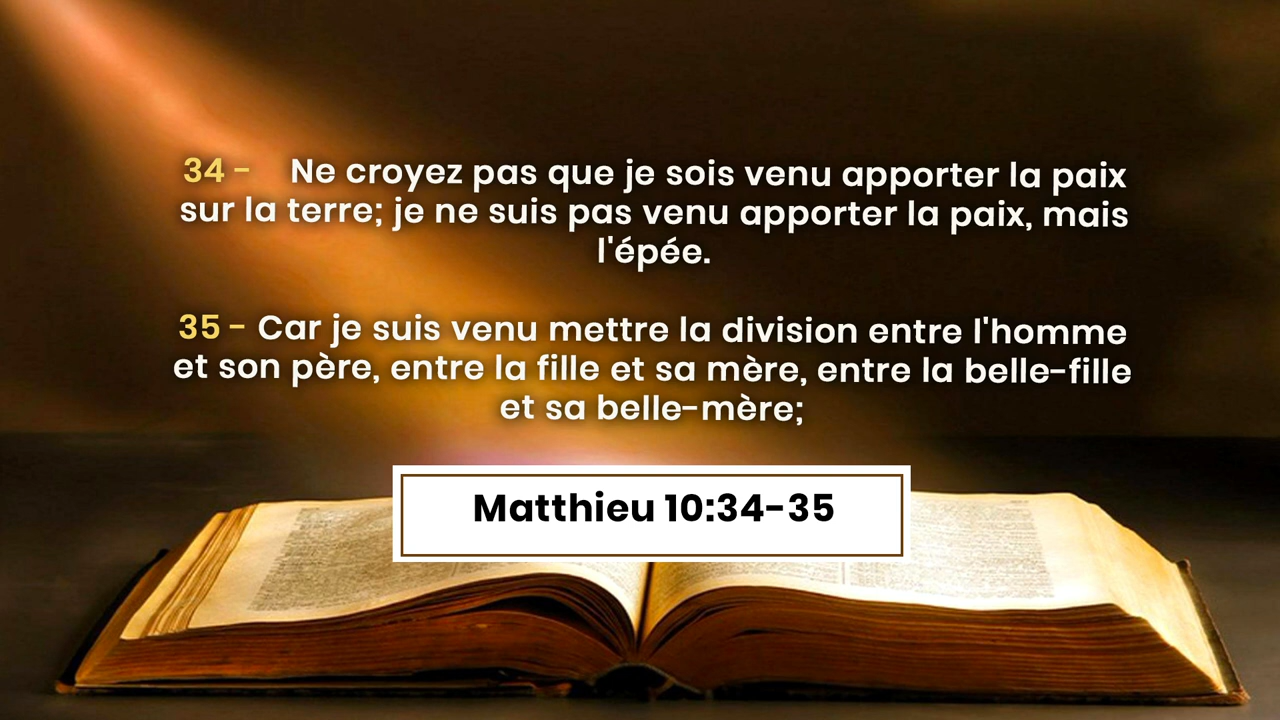 34 - Ne croyez pas que je sois venu apporter la paix
sur la terre; je ne suis pas venu apporter la paix, mais
l'épée.
35 - Car je suis venu mettre la division entre l'homme
et son père, entre la fille et sa mère, entre la belle-fille
et sa belle-mère;
Matthieu 10:34-35